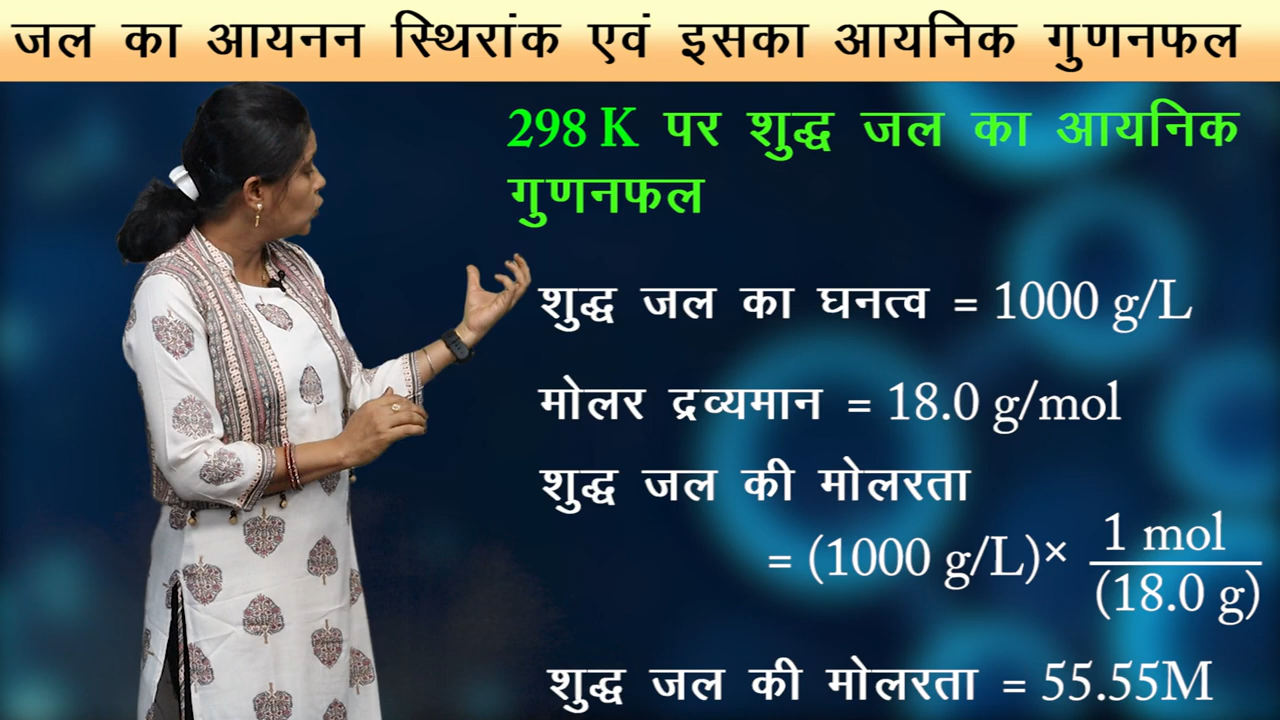 जल का आयनन स्थिरांक एवं इसका आयनिक गुणनफल
298 K पर शुद्ध जल का आयनिक
गुणनफल
शुद्ध जल का घनत्व = 1000 g/L
मोलर द्रव्यमान = 18.0 g/mol
शुद्ध जल की मोलरता
= (1000 g/L)× 1 mol
(18.0 g)
शुद्ध जल की मोलरता = 55.55M